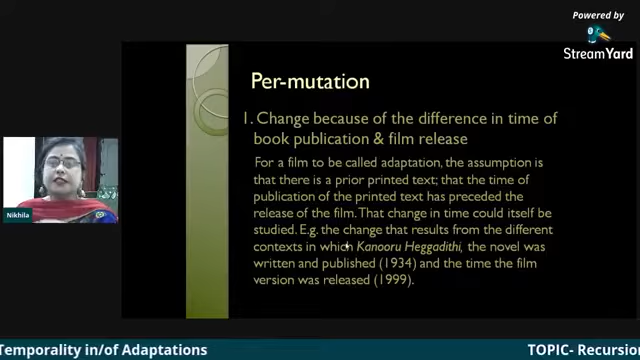 Powered by
StreamYard
Per-mutation
1. Change because of the difference in time of
book publication & film release
For a film to be called adaptation, the assumption is
that there is a prior printed text; that the time of
publication of the printed text has preceded the
release of the film. That change in time could itself be
studied. E.g. the change that results from the different
contexts in which Kanooru Heggadithi, the novel was
written and published (1934) and the time the film
version was released (1999).
Nikhila
Temporality in/of Adaptations
TOPIC- Recursion